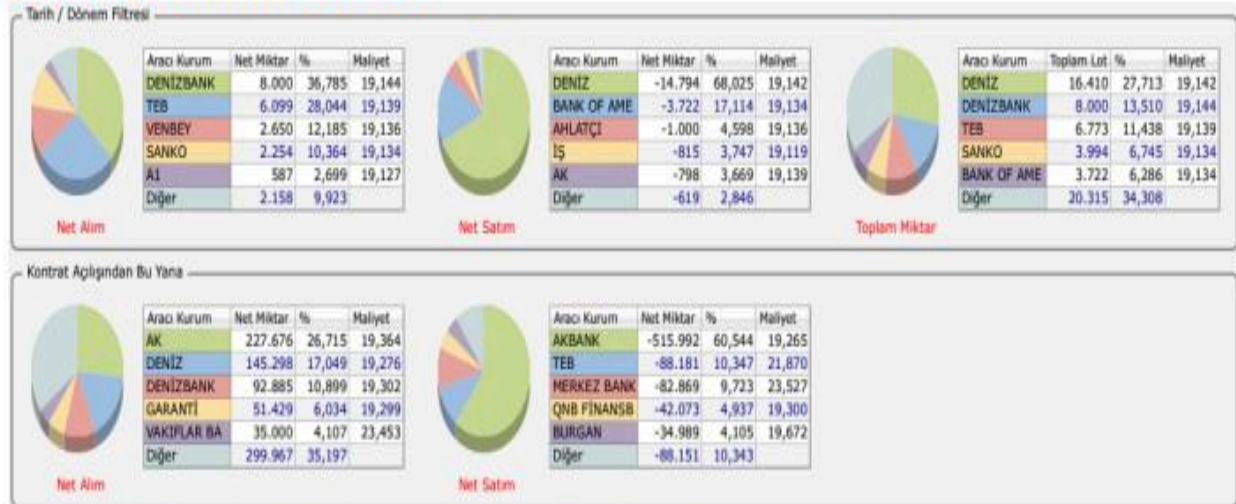 Tarih / Dönem Filtresi
Aracı Kurum Net Miktar % Maliyet
DENİZBANK 8.000 36,785 19,144
TEB 6.099 28,044 19,139
VENBEY 2.650 12,185 19,136
SANKO 2.254 10,364 19,134
A1 587 2,699 19,127
Diğer 2.158 9,923
Net Alım
Aracı Kurum Net Miktar % Maliyet
DENİZ -14.794 68,025 19,142
BANK OF AME -3.722 17,114 19,134
AHLATÇI -1.000 4,598 19,136
İŞ -815 3,747 19,119
AK -798 3,669 19,139
Diğer -619 2,846
Net Satım
Aracı Kurum Toplam Lot % Maliyet
DENİZ 16.410 27,713 19,142
DENİZBANK 8.000 13,510 19,144
TEB 6.773 11,438 19,139
SANKO 3.994 6,745 19,134
BANK OF AME 3.722 6,286 19,134
Diğer 20.315 34,308
Toplam Miktar
Kontrat Açılışından Bu Yana
Aracı Kurum Net Miktar % Maliyet
AK 227.676 26,715 19,364
DENİZ 145.298 17,049 19,276
DENİZBANK 92.885 10,899 19,302
GARANTİ 51.429 6,034 19,299
VAKIFLAR BA 35.000 4,107 23,453
Diğer 299.967 35,197
Net Alım
Aracı Kurum Net Miktar % Maliyet
AKBANK -515.992 60,544 19,265
TEB -88.181 10,347 21,870
MERKEZ BANK -82.869 9,723 23,527
QNB FİNANSB -42.073 4,937 19,300
BURGAN -34.989 4,105 19,672
Diğer -88.151 10,343
Net Satım